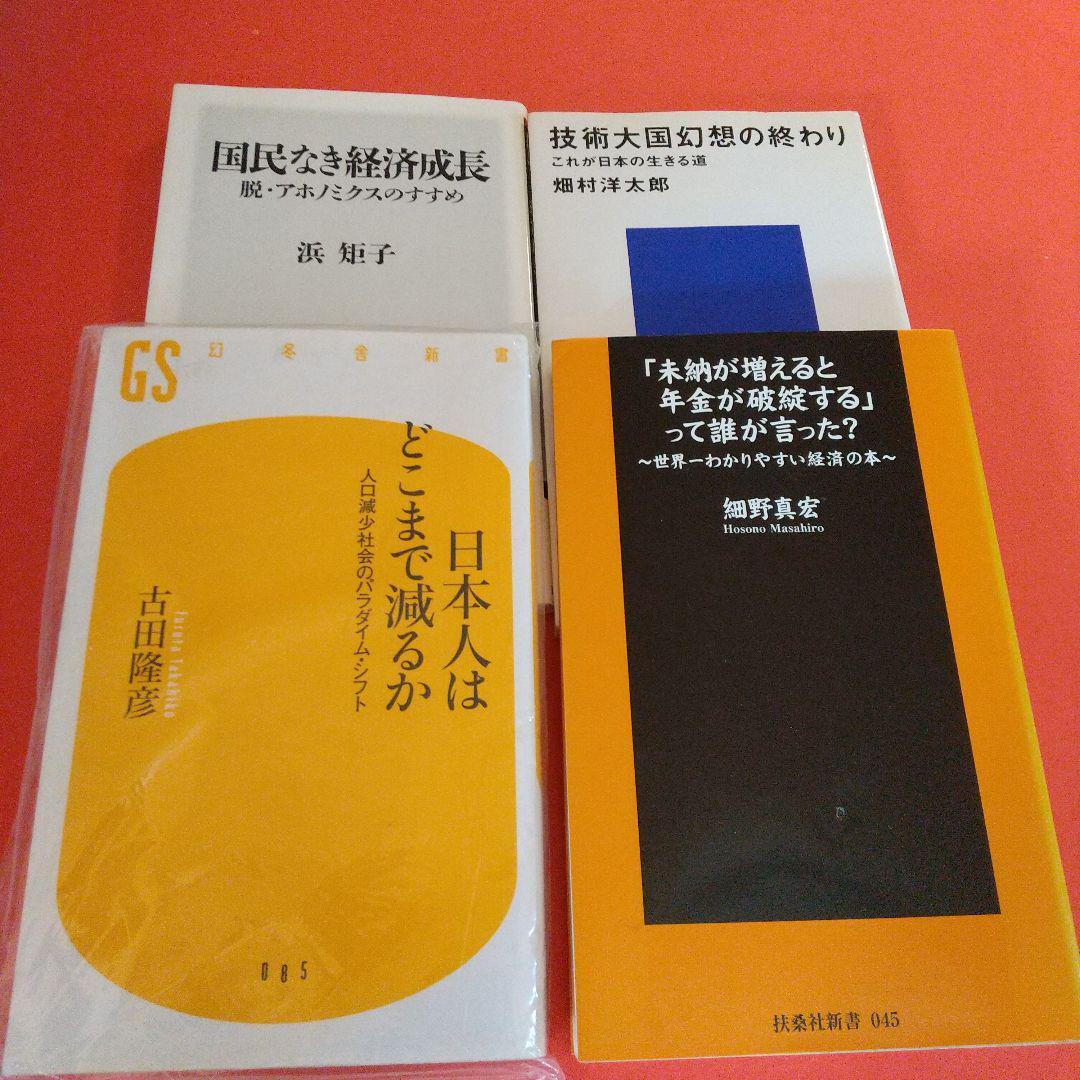 国民なき経済成長
脱・アホノミクスのすすめ
浜 矩子
技術大国幻想の終わり
これが日本の生きる道
畑村洋太郎
GS 幻冬舎新書
日本人は
どこまで減るか
人口減少社会のパラダイム・シフト
古田隆彦
Furuta Takahiko
085
「未納が増えると
年金が破綻する」
って誰が言った?
~世界一わかりやすい経済の本~
細野真宏
Hosono Masahiro
扶桑社新書 045